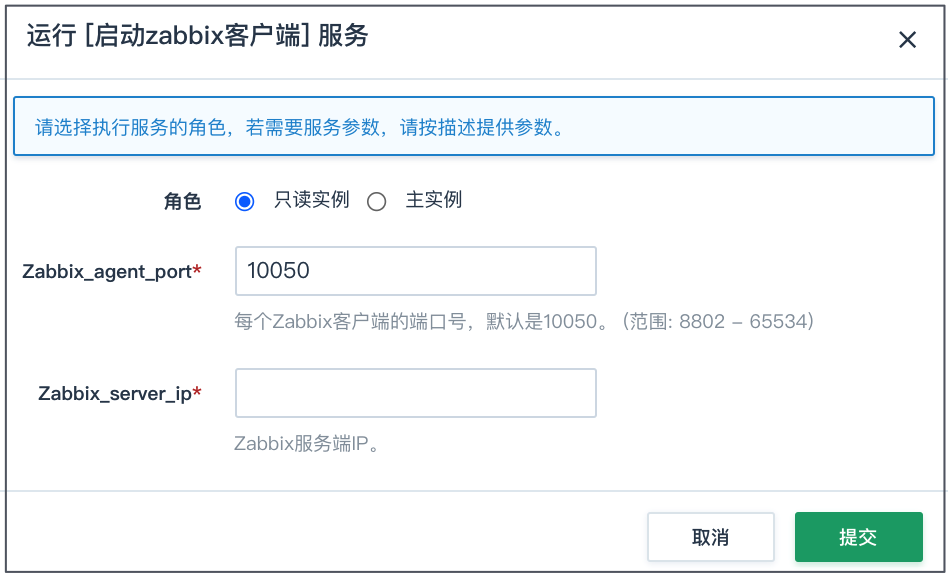 运行 [启动zabbix客户端] 服务
请选择执行服务的角色，若需要服务参数，请按描述提供参数。
角色 只读实例 主实例
Zabbix_agent_port* 10050
每个Zabbix客户端的端口号，默认是10050。（范围: 8802 – 65534）
Zabbix_server_ip*
Zabbix服务端IP。
取消 提交